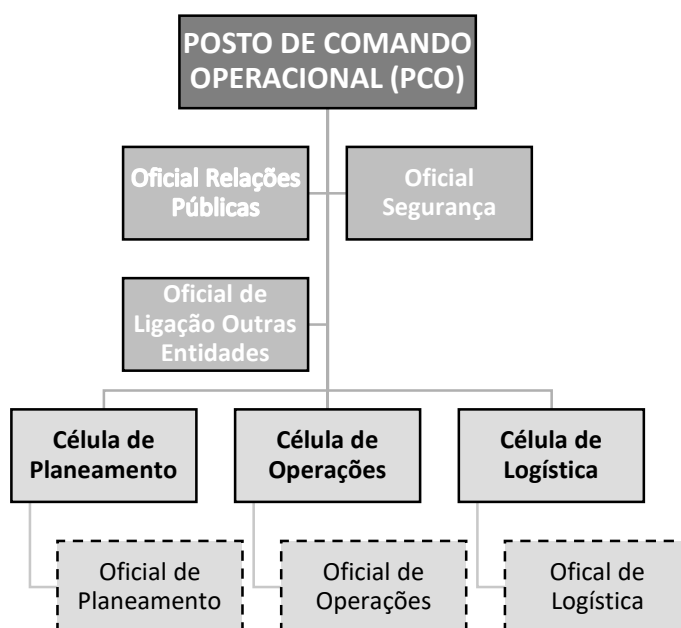 POSTO DE COMANDO
OPERACIONAL (PCO)
Oficial Relações
Públicas
Oficial
Segurança
Oficial de
Ligação Outras
Entidades
Célula de
Planeamento
Célula de
Operações
Célula de
Logística
Oficial de
Planeamento
Oficial de
Operações
Ofical de
Logística